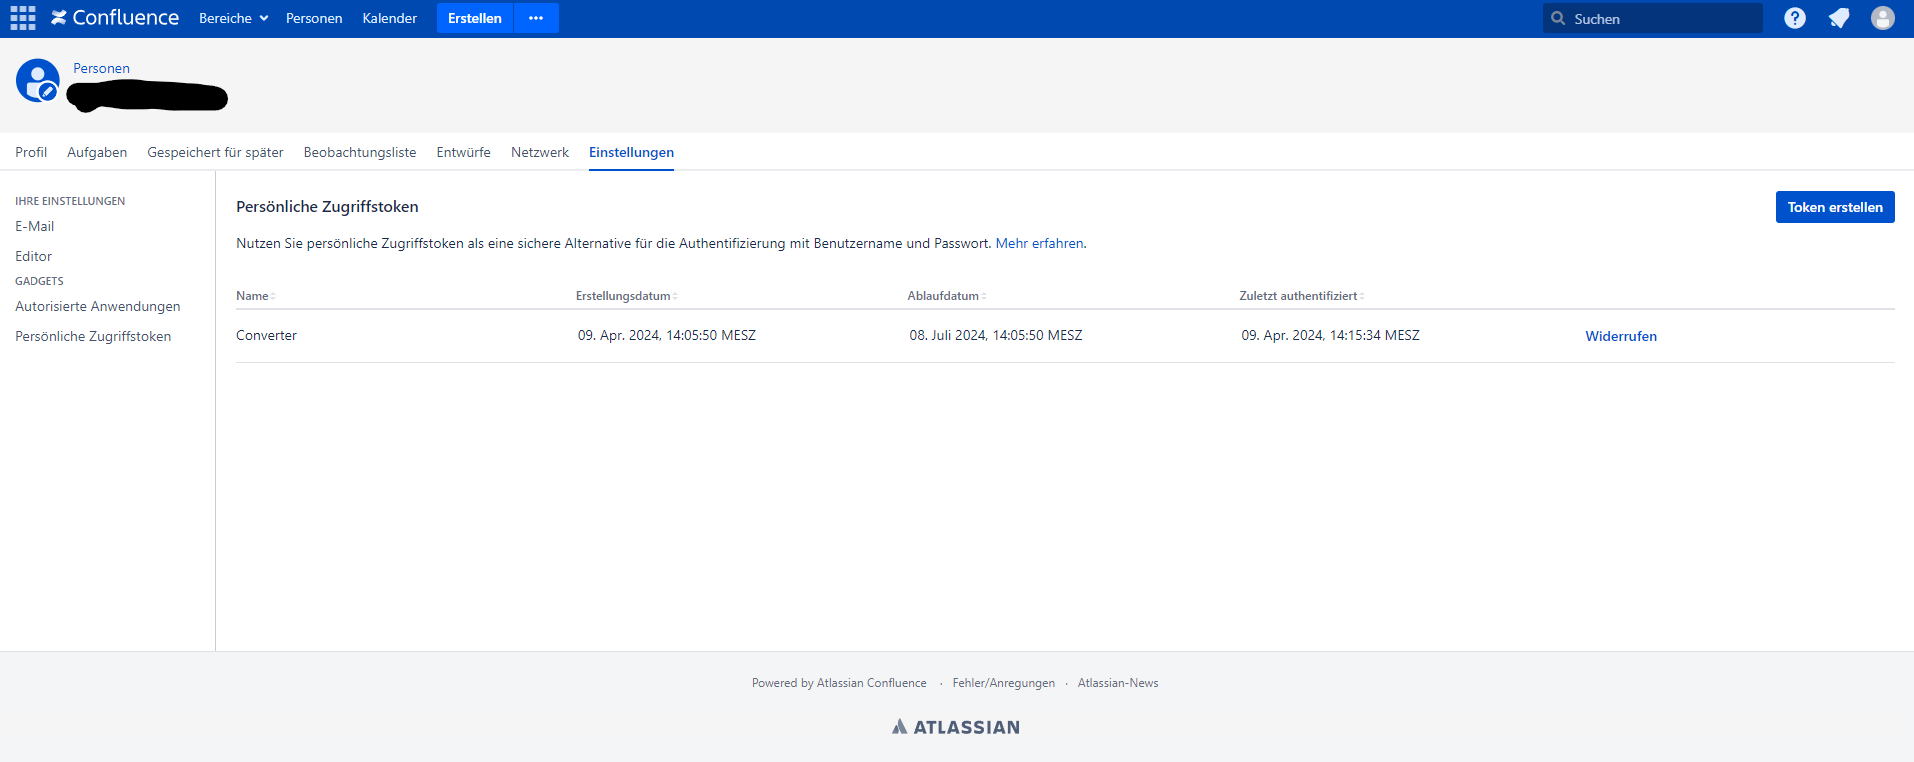 Confluence Bereiche Personen Kalender Erstellen ••• Suchen ?
Personen
Profil Aufgaben Gespeichert für später Beobachtungsliste Entwürfe Netzwerk Einstellungen
IHRE EINSTELLUNGEN
E-Mail
Editor
GADGETS
Autorisierte Anwendungen
Persönliche Zugriffstoken
Persönliche Zugriffstoken Token erstellen
Nutzen Sie persönliche Zugriffstoken als eine sichere Alternative für die Authentifizierung mit Benutzername und Passwort. Mehr erfahren.
Name Erstellungsdatum Ablaufdatum Zuletzt authentifiziert
Converter 09. Apr. 2024, 14:05:50 MESZ 08. Juli 2024, 14:05:50 MESZ 09. Apr. 2024, 14:15:34 MESZ Widerrufen
Powered by Atlassian Confluence · Fehler/Anregungen · Atlassian-News
ATLASSIAN